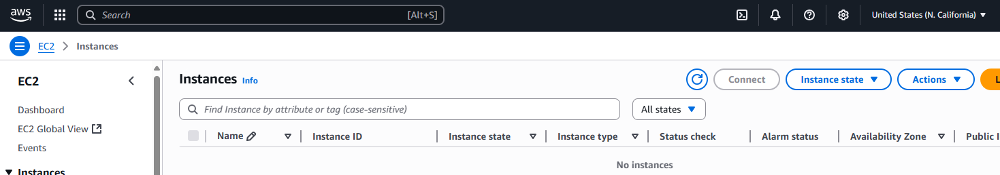 aws Search [Alt+S] United States (N. California)
EC2 Instances
EC2
Dashboard
EC2 Global View
Events
Instances
Instances Info Connect Instance state Actions L
Find Instance by attribute or tag (case-sensitive) All states
Name Instance ID Instance state Instance type Status check Alarm status Availability Zone Public I
No instances